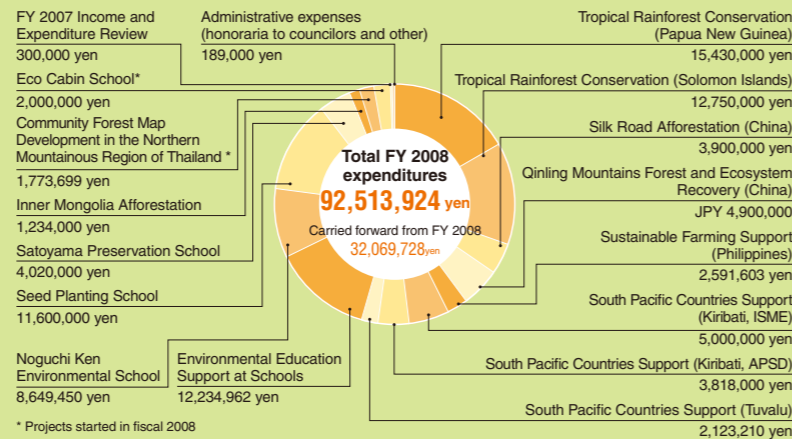 FY 2007 Income and
Expenditure Review
300,000 yen
Eco Cabin School*
2,000,000 yen
Community Forest Map
Development in the Northern
Mountainous Region of Thailand *
1,773,699 yen
Inner Mongolia Afforestation
1,234,000 yen
Satoyama Preservation School
4,020,000 yen
Seed Planting School
11,600,000 yen
Noguchi Ken
Environmental School
8,649,450 yen
* Projects started in fiscal 2008
Administrative expenses
(honoraria to councilors and other)
189,000 yen
Environmental Education
Support at Schools
12,234,962 yen
Total FY 2008
expenditures
92,513,924 yen
Carried forward from FY 2008
32,069,728yen
Tropical Rainforest Conservation
(Papua New Guinea)
15,430,000 yen
Tropical Rainforest Conservation (Solomon Islands)
12,750,000 yen
Silk Road Afforestation (China)
3,900,000 yen
Qinling Mountains Forest and Ecosystem
Recovery (China)
JPY 4,900,000
Sustainable Farming Support
(Philippines)
2,591,603 yen
South Pacific Countries Support
(Kiribati, ISME)
5,000,000 yen
South Pacific Countries Support (Kiribati, APSD)
3,818,000 yen
South Pacific Countries Support (Tuvalu)
2,123,210 yen